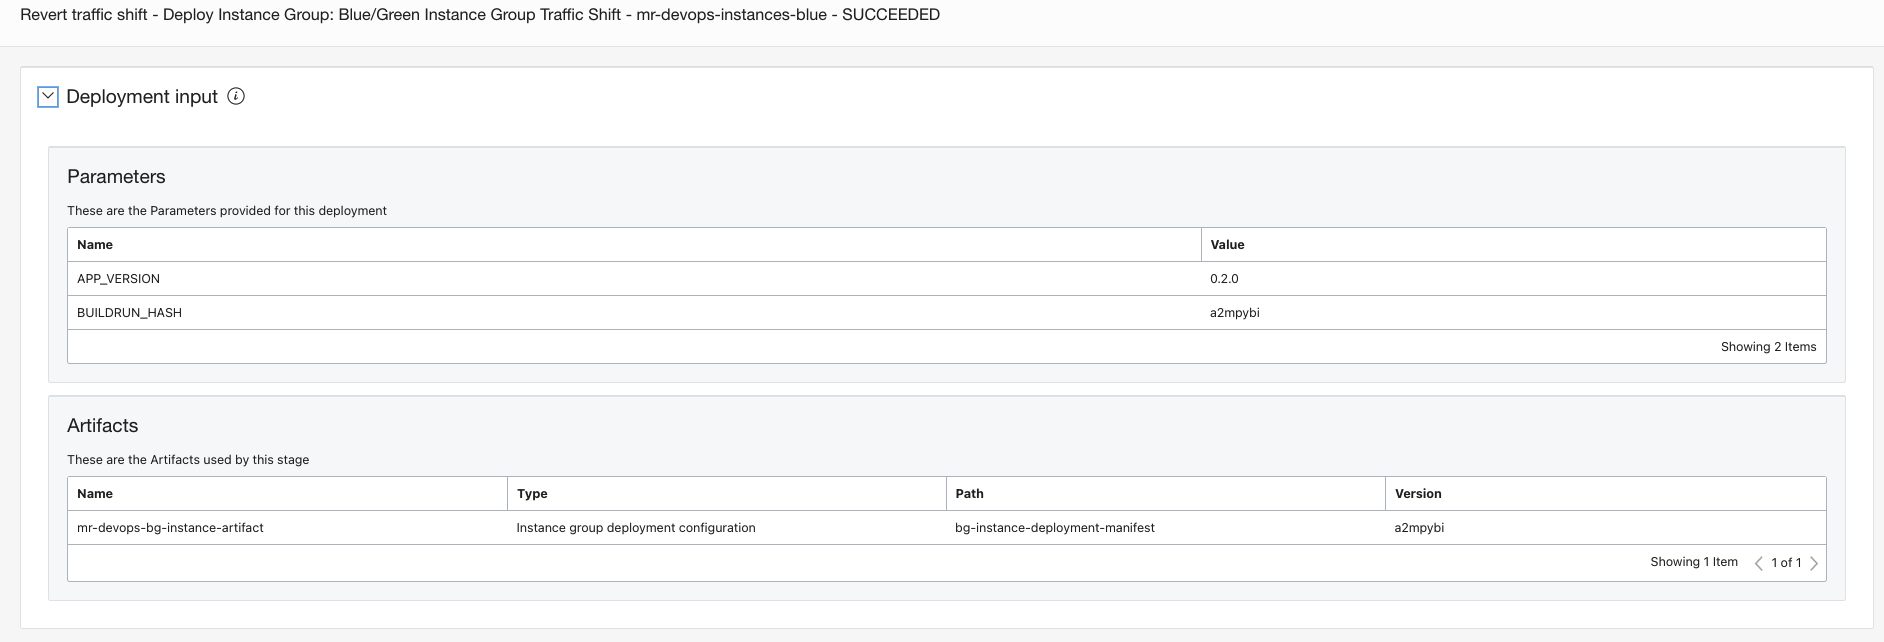 Revert traffic shift - Deploy Instance Group: Blue/Green Instance Group Traffic Shift - mr-devops-instances-blue - SUCCEEDED
Deployment input
Parameters
These are the Parameters provided for this deployment
Name Value
APP_VERSION 0.2.0
BUILDRUN_HASH a2mpybi
Showing 2 Items
Artifacts
These are the Artifacts used by this stage
Name Type Path Version
mr-devops-bg-instance-artifact Instance group deployment configuration bg-instance-deployment-manifest a2mpybi
Showing 1 Item 1 of 1